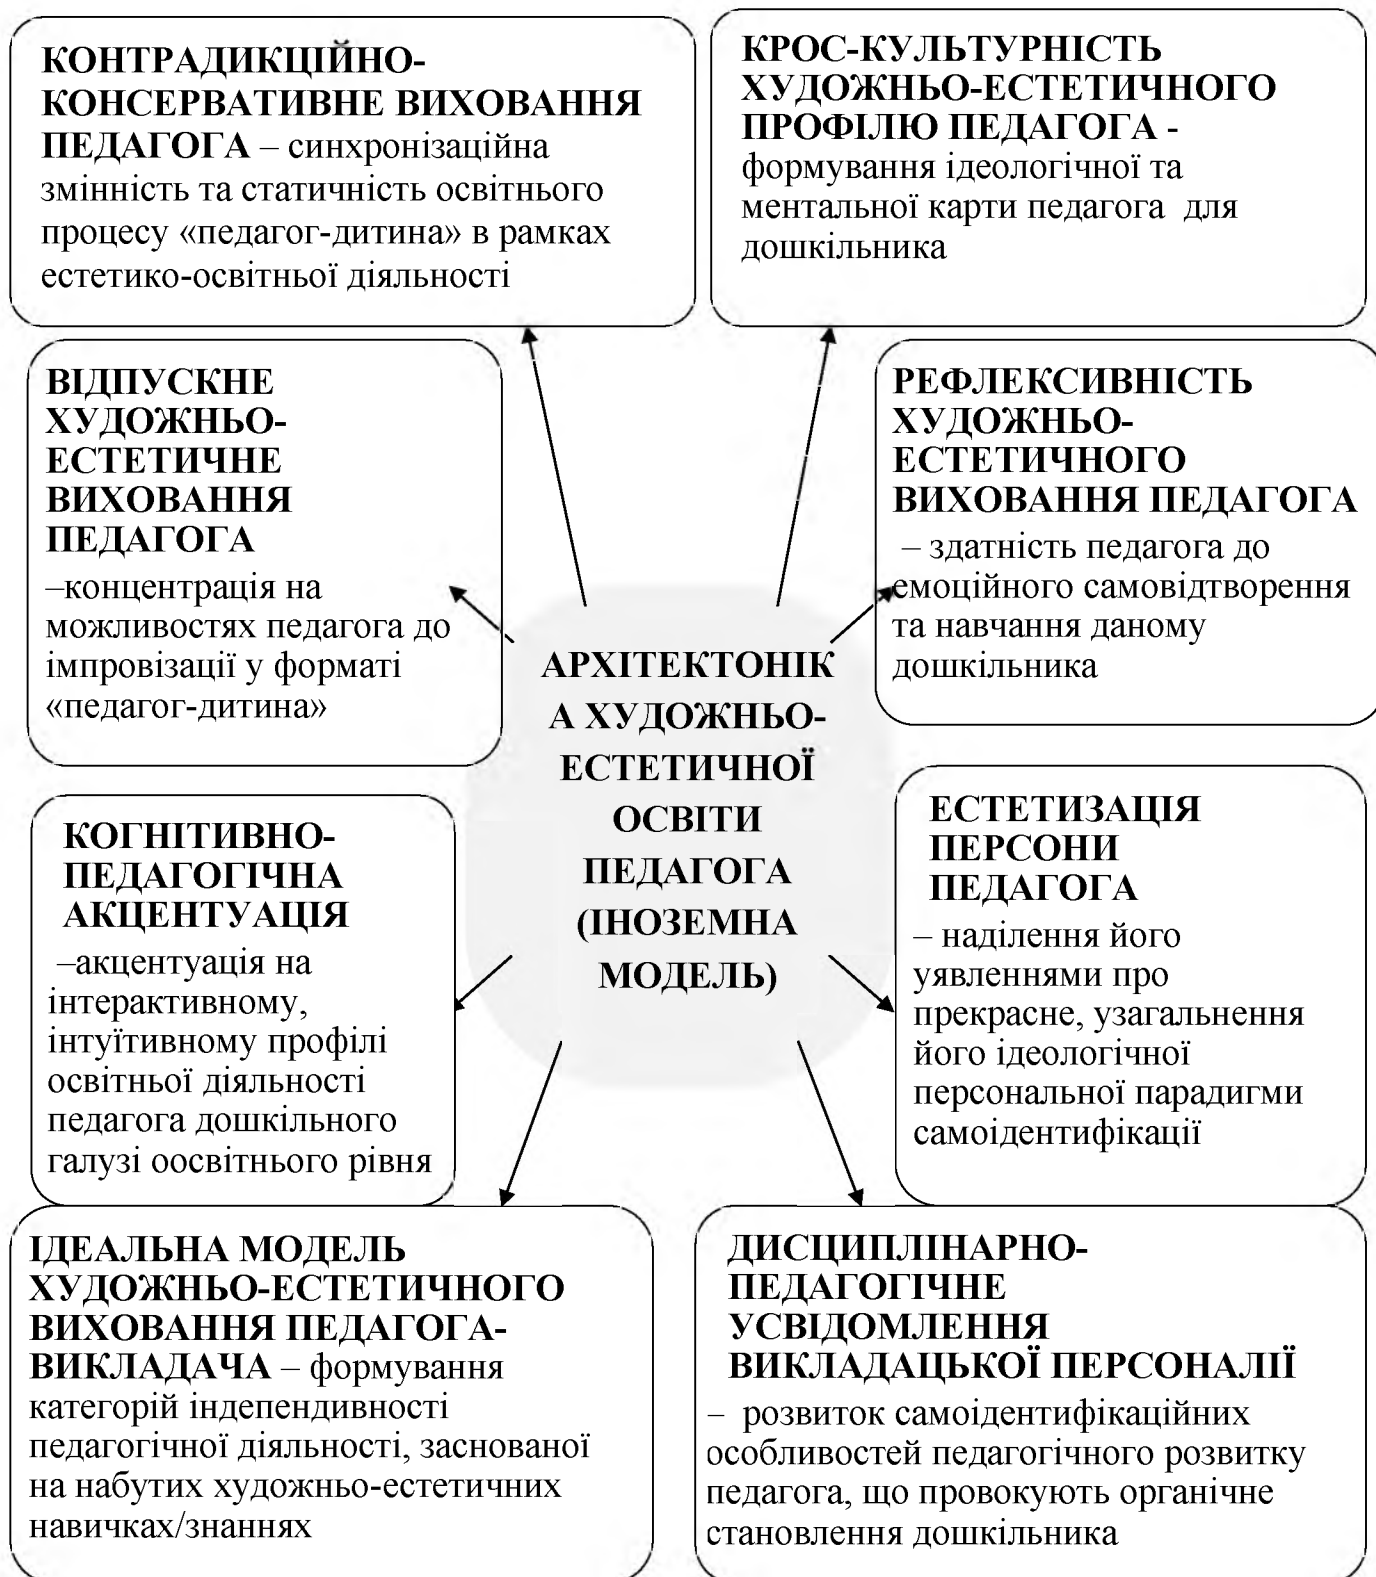 КОНТРАДИКЦІЙНО-
КОНСЕРВАТИВНЕ ВИХОВАННЯ
ПЕДАГОГА – синхронізаційна
змінність та статичність освітнього
процесу «педагог-дитина» в рамках
естетико-освітньої діяльності
КРОС-КУЛЬТУРНІСТЬ
ХУДОЖНЬО-ЕСТЕТИЧНОГО
ПРОФІЛЮ ПЕДАГОГА -
формування ідеологічної та
ментальної карти педагога для
дошкільника
ВІДПУСКНЕ
ХУДОЖНЬО-
ЕСТЕТИЧНЕ
ВИХОВАННЯ
ПЕДАГОГА
–концентрація на
можливостях педагога до
імпровізації у форматі
«педагог-дитина»
РЕФЛЕКСИВНІСТЬ
ХУДОЖНЬО-
ЕСТЕТИЧНОГО
ВИХОВАННЯ ПЕДАГОГА
– здатність педагога до
емоційного самовідтворення
та навчання даному
дошкільника
АРХІТЕКТОНІК
А ХУДОЖНЬО-
ЕСТЕТИЧНОЇ
ОСВІТИ
ПЕДАГОГА
(ІНОЗЕМНА
МОДЕЛЬ)
КОГНІТИВНО-
ПЕДАГОГІЧНА
АКЦЕНТУАЦІЯ
–акцентуація на
інтерактивному,
інтуїтивному профілі
освітньої діяльності
педагога дошкільного
галузі оосвітнього рівня
ЕСТЕТИЗАЦІЯ
ПЕРСОНИ
ПЕДАГОГА
– наділення його
уявленнями про
прекрасне, узагальнення
його ідеологічної
персональної парадигми
самоідентифікації
ІДЕАЛЬНА МОДЕЛЬ
ХУДОЖНЬО-ЕСТЕТИЧНОГО
ВИХОВАННЯ ПЕДАГОГА-
ВИКЛАДАЧА – формування
категорій індепендивності
педагогічної діяльності, заснованої
на набутих художньо-естетичних
навичках/знаннях
ДИСЦИПЛІНАРНО-
ПЕДАГОГІЧНЕ
УСВІДОМЛЕННЯ
ВИКЛАДАЦЬКОЇ ПЕРСОНАЛІЇ
– розвиток самоідентифікаційних
особливостей педагогічного розвитку
педагога, що провокують органічне
становлення дошкільника